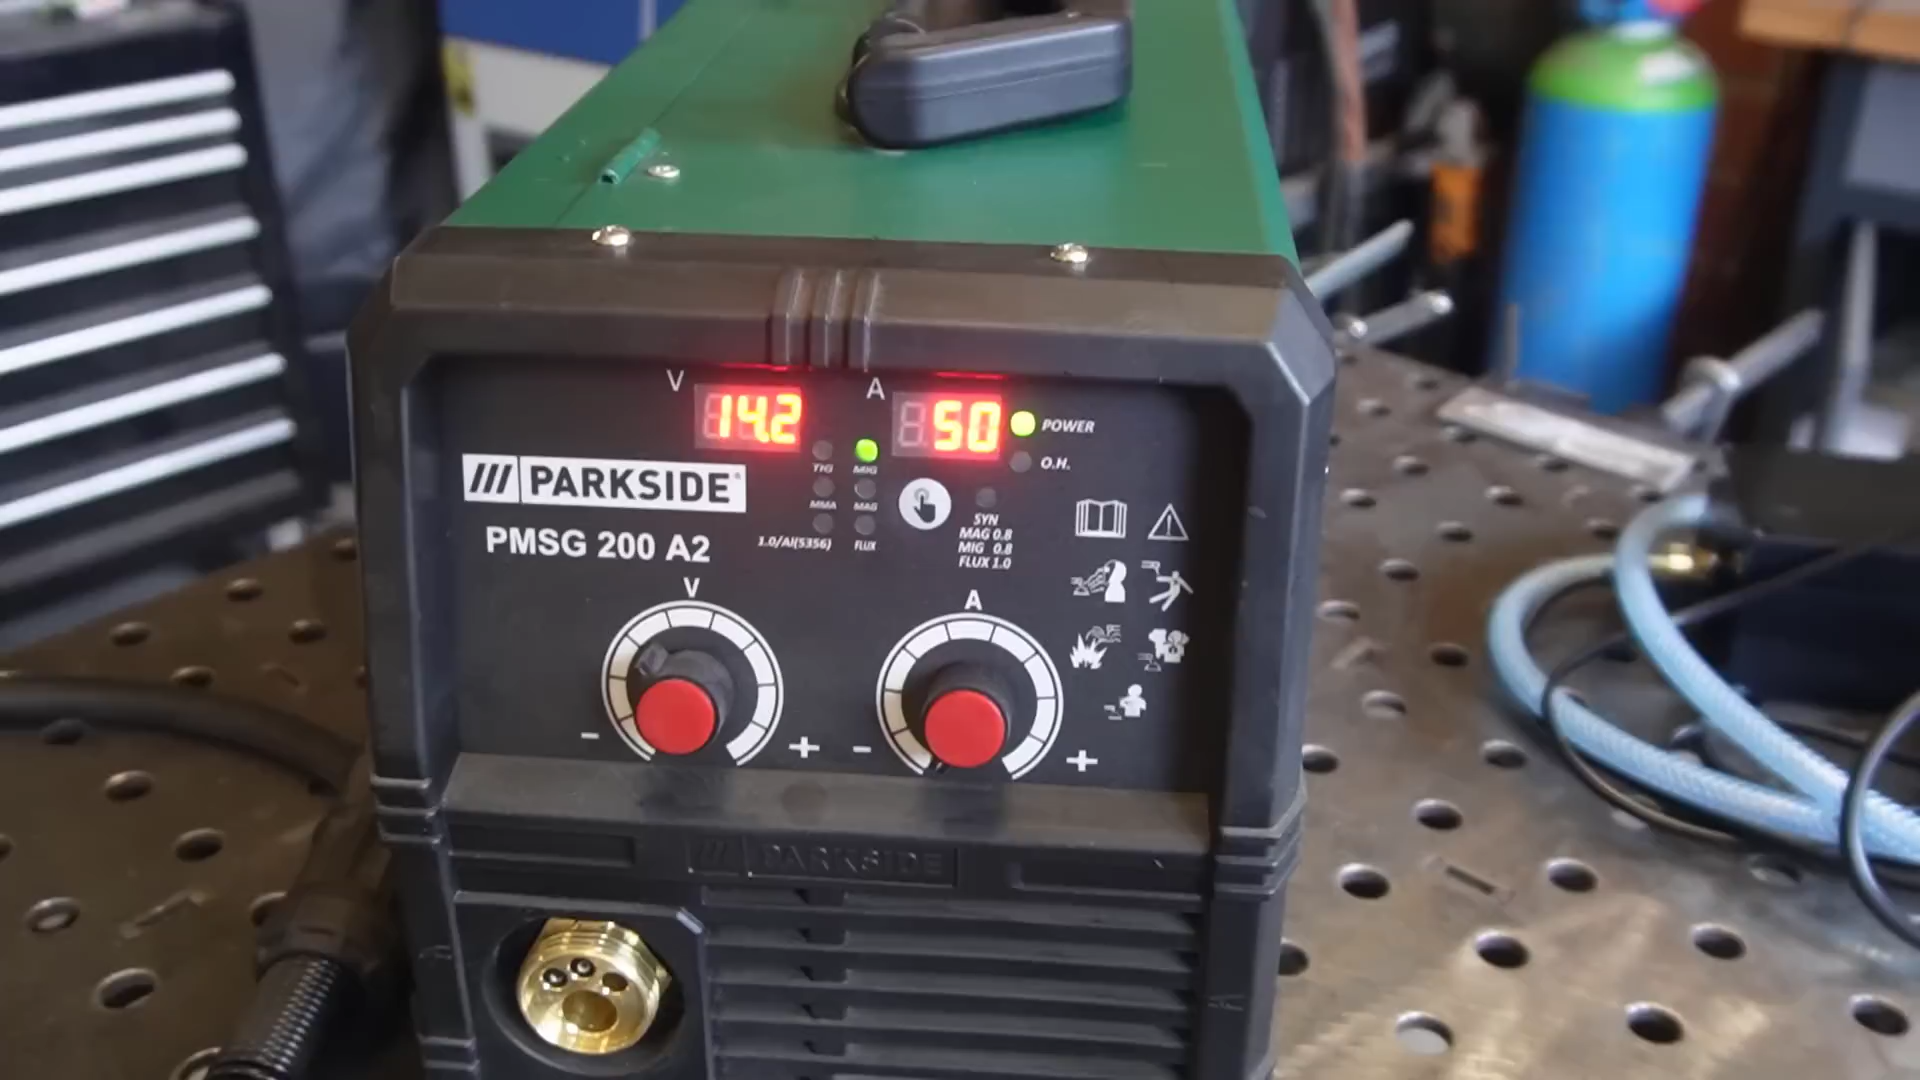 V
14.2
A
50
POWER
O.H.
TIG
MIG
MMA
MAG
1.0/Al(5356)
FLUX
SYN
MAG 0.8
MIG 0.8
FLUX 1.0
/// PARKSIDE®
PMSG 200 A2
V
A
-
+
-
+
/// PARKSIDE